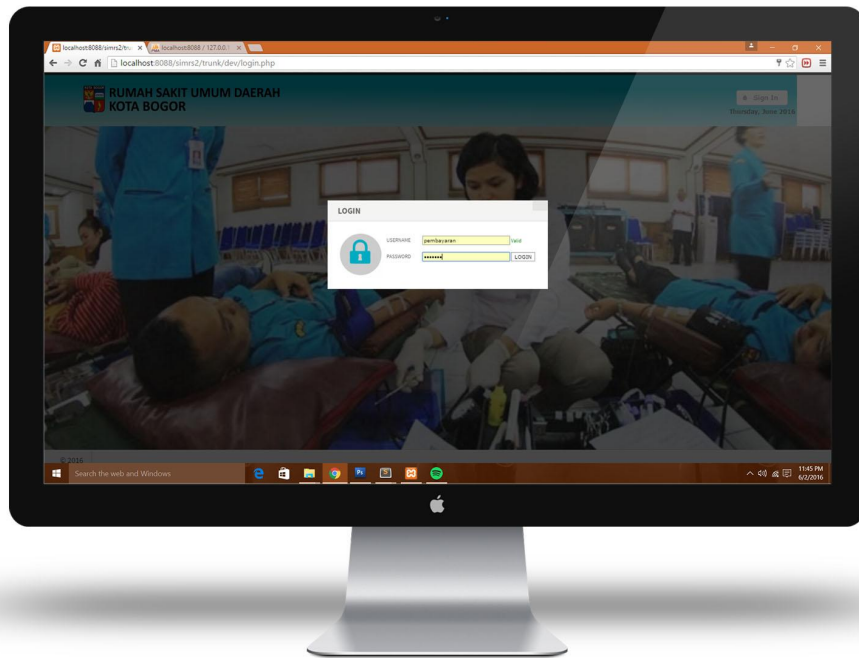 localhost:8088/simrs2/tru
localhost:8088 / 127.0.0.1
localhost:8088/simrs2/trunk/dev/login.php
RUMAH SAKIT UMUM DAERAH
KOTA BOGOR
Sign In
Thursday, June 2016
LOGIN
USERNAME pembayaran Valid
PASSWORD ••••••• LOGIN
© 2016
Search the web and Windows
Ps
11:45 PM
6/2/2016